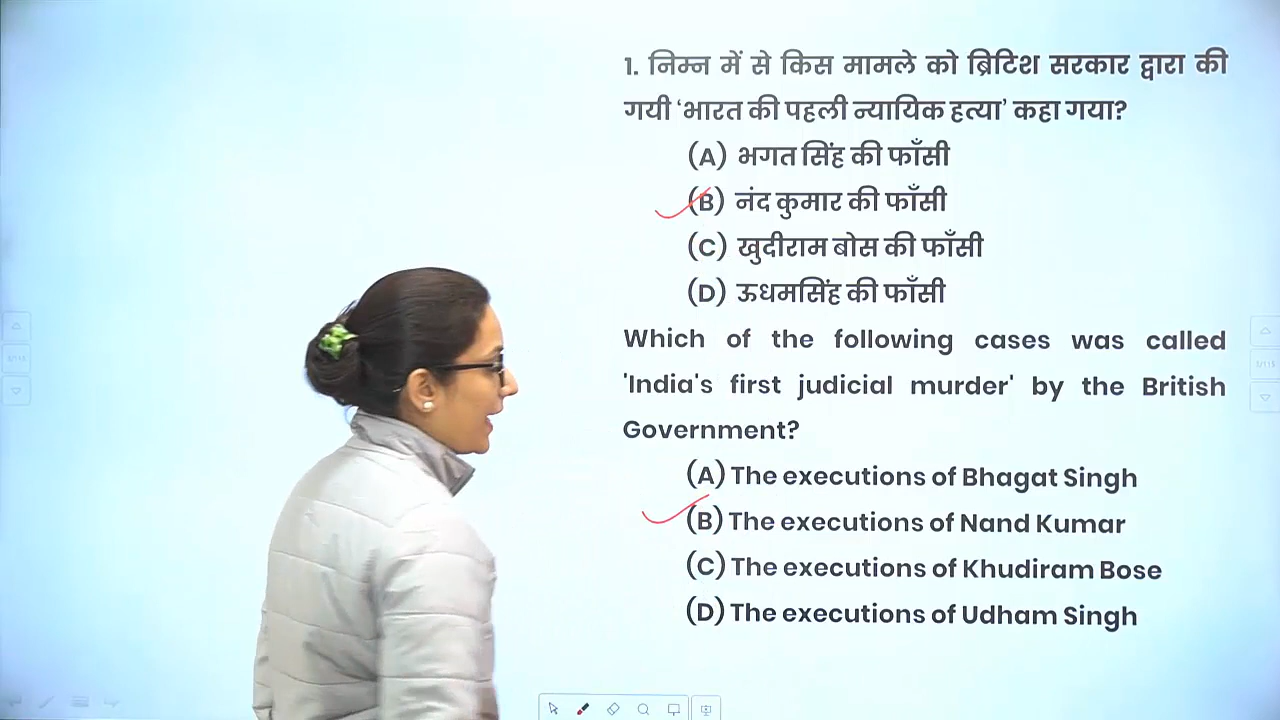 1. निम्न में से किस मामले को ब्रिटिश सरकार द्वारा की
गयी ‘भारत की पहली न्यायिक हत्या’ कहा गया?
(A) भगत सिंह की फाँसी
(B) नंद कुमार की फाँसी
(C) खुदीराम बोस की फाँसी
(D) ऊधमसिंह की फाँसी
Which of the following cases was called
'India's first judicial murder' by the British
Government?
(A) The executions of Bhagat Singh
(B) The executions of Nand Kumar
(C) The executions of Khudiram Bose
(D) The executions of Udham Singh